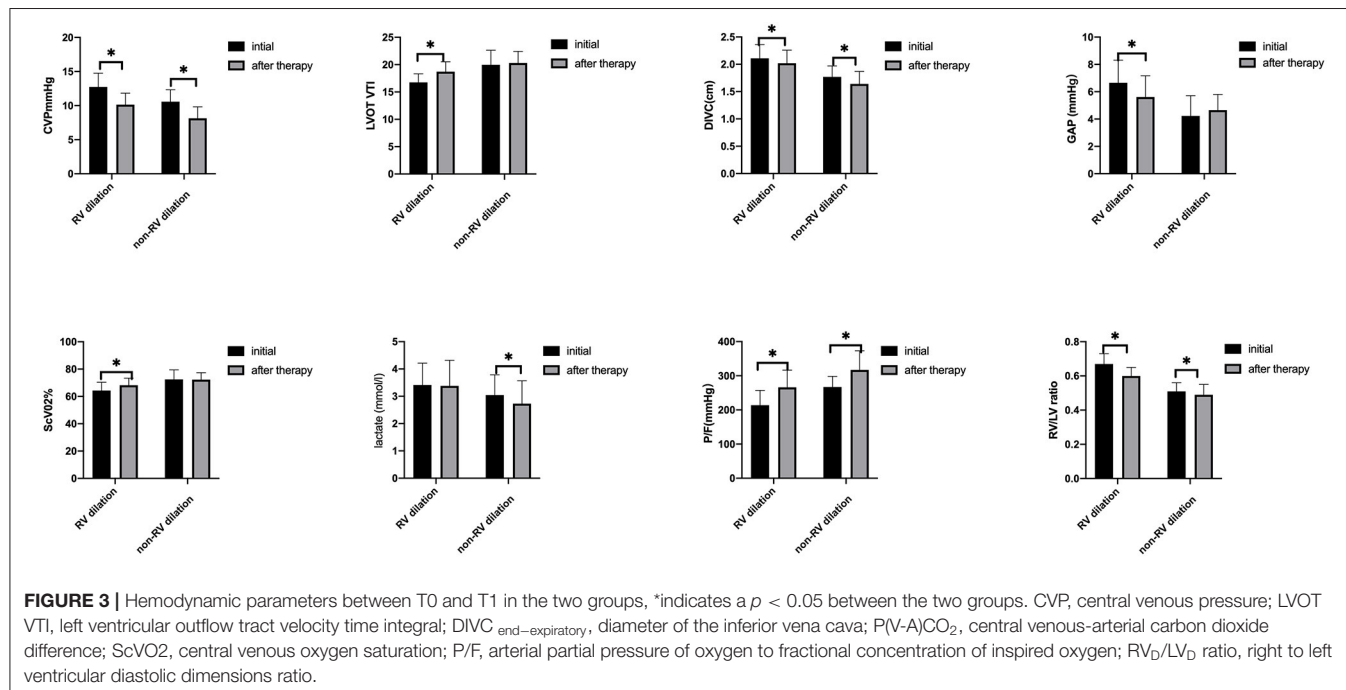 20
15
10
5
0
CVPmmHg
*
*
intial
after therapy
RV dilation
non-RV dilation
25
20
15
10
5
0
LVOT VTI
*
initial
after therapy
RV dilation
non-RV dilation
2.5
2.0
1.5
1.0
0.5
0.0
DIVC(cm)
*
*
initial
after therapy
RV dilation
non-RV dilation
10
8
6
4
2
0
GAP (mmHg)
*
initial
after therapy
RV dilation
non-RV dilation
100
80
60
40
20
0
ScV02%
*
initial
after therapy
RV dilation
non-RV dilation
5
4
3
2
1
0
lactate (mmol/l)
*
initial
after therapy
RV dilation
non-RV dilation
400
300
200
100
0
P/F(mmHg)
*
*
initial
after therapy
RV dilation
non-RV dilation
0.8
0.6
0.4
0.2
0.0
RV/LV ratio
*
*
initial
after therapy
RV dilation
non-RV dilation
FIGURE 3 | Hemodynamic parameters between T0 and T1 in the two groups, *indicates a p < 0.05 between the two groups. CVP, central venous pressure; LVOT
VTI, left ventricular outflow tract velocity time integral; DIVC end−expiratory, diameter of the inferior vena cava; P(V-A)CO₂, central venous-arterial carbon dioxide
difference; ScVO2, central venous oxygen saturation; P/F, arterial partial pressure of oxygen to fractional concentration of inspired oxygen; RV_D/LV_D ratio, right to left
ventricular diastolic dimensions ratio.